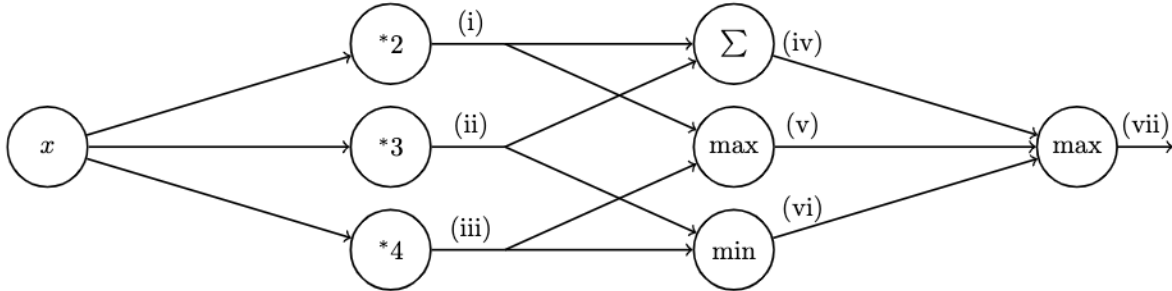 x
*2
*3
*4
(i)
(ii)
(iii)
∑
max
min
(iv)
(v)
(vi)
max
(vii)